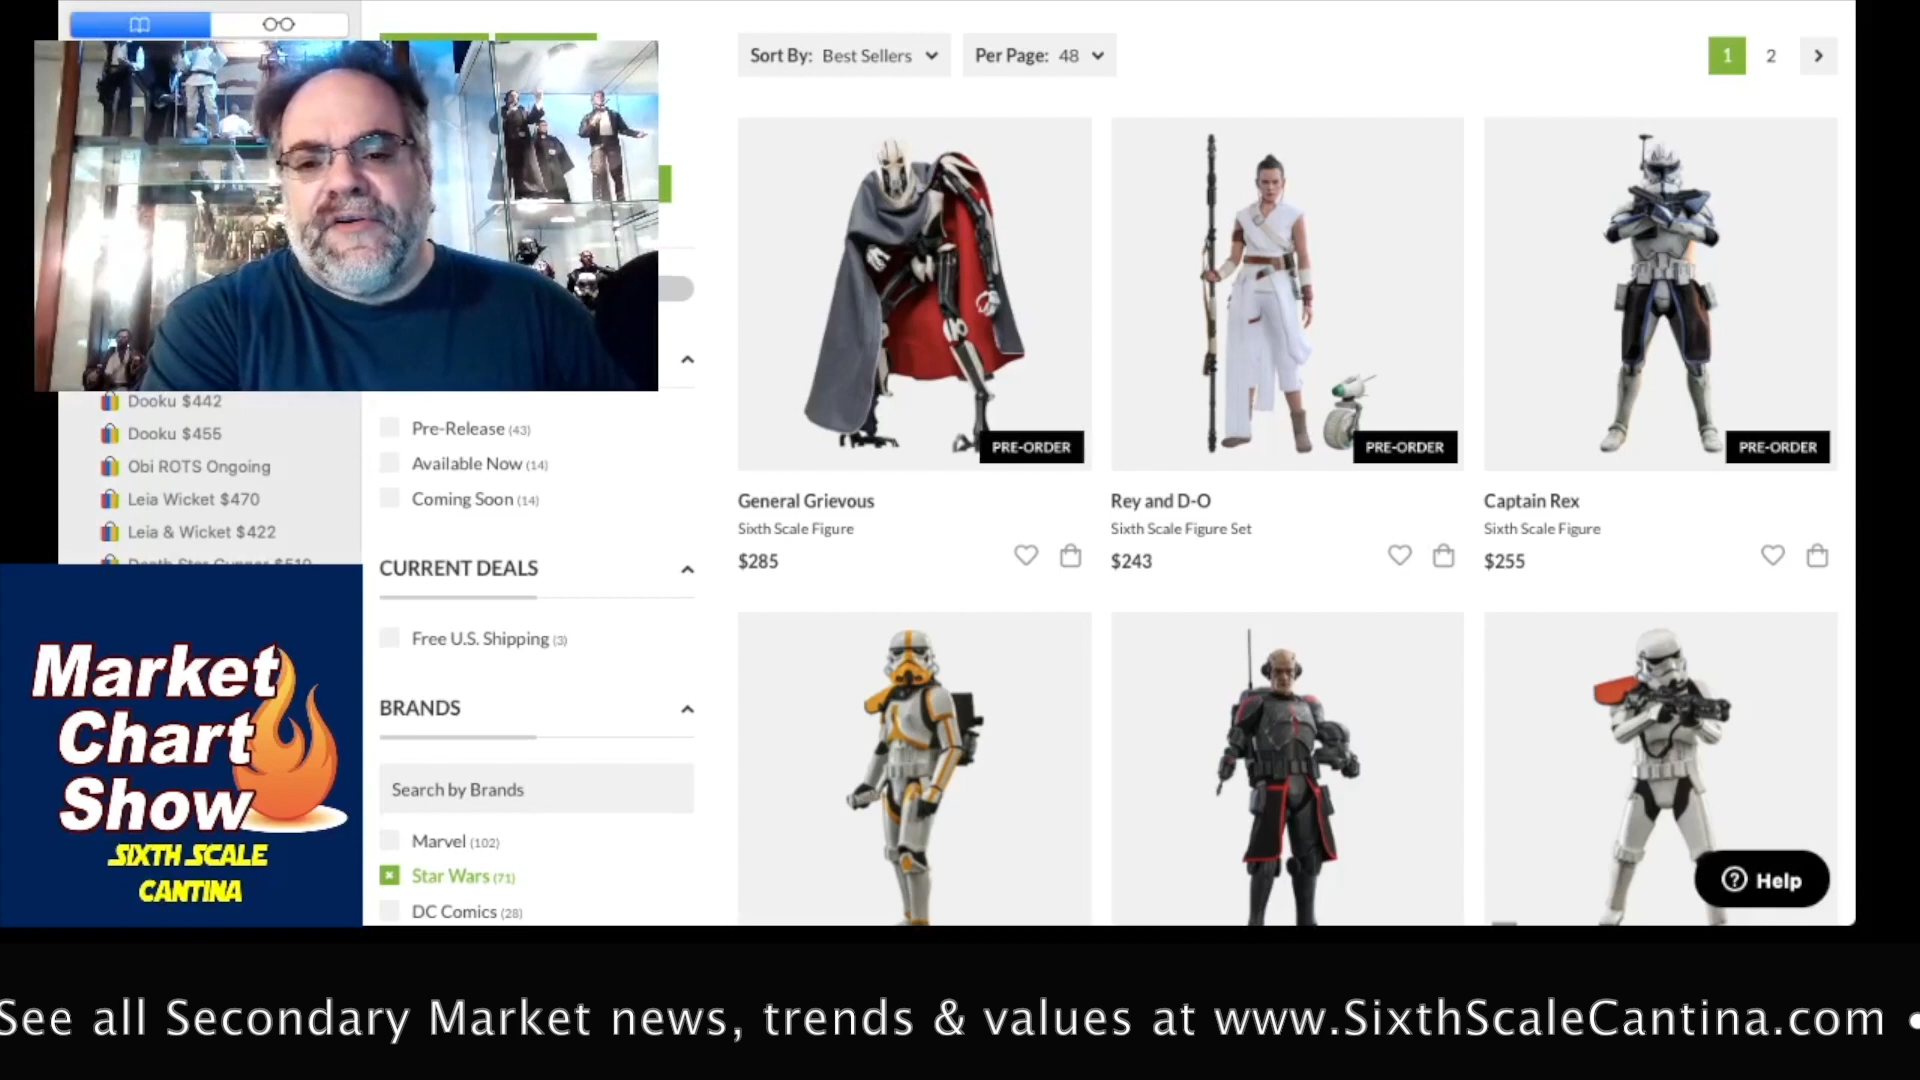 Sort By: Best Sellers
Per Page: 48
1
2
Dooku $442
Dooku $455
Obi ROTS Ongoing
Leia Wicket $470
Leia & Wicket $422
Pre-Release (43)
Available Now (14)
Coming Soon (14)
CURRENT DEALS
Free U.S. Shipping (3)
BRANDS
Search by Brands
Marvel (102)
Star Wars (71)
DC Comics (28)
PRE-ORDER
General Grievous
Sixth Scale Figure
$285
PRE-ORDER
Rey and D-O
Sixth Scale Figure Set
$243
PRE-ORDER
Captain Rex
Sixth Scale Figure
$255
Help
Market
Chart
Show
SIXTH SCALE
CANTINA
See all Secondary Market news, trends & values at www.SixthScaleCantina.com •